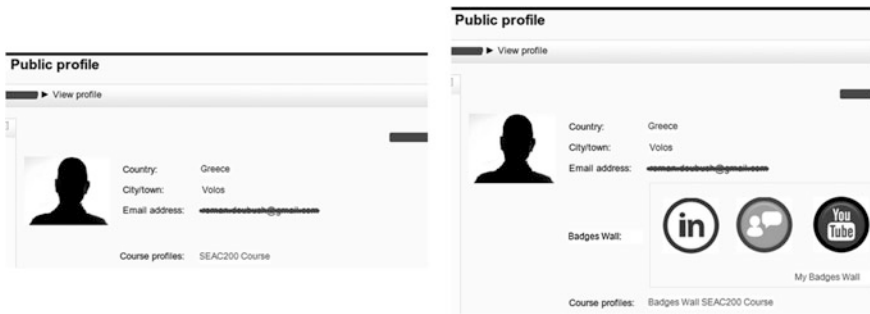 Public profile
► View profile
Country: Greece
City/town: Volos
Email address:
Course profiles: SEAC200 Course
Public profile
► View profile
Country: Greece
City/town: Volos
Email address:
in
You
Tube
Badges Wall:
My Badges Wall
Course profiles: Badges Wall SEAC200 Course